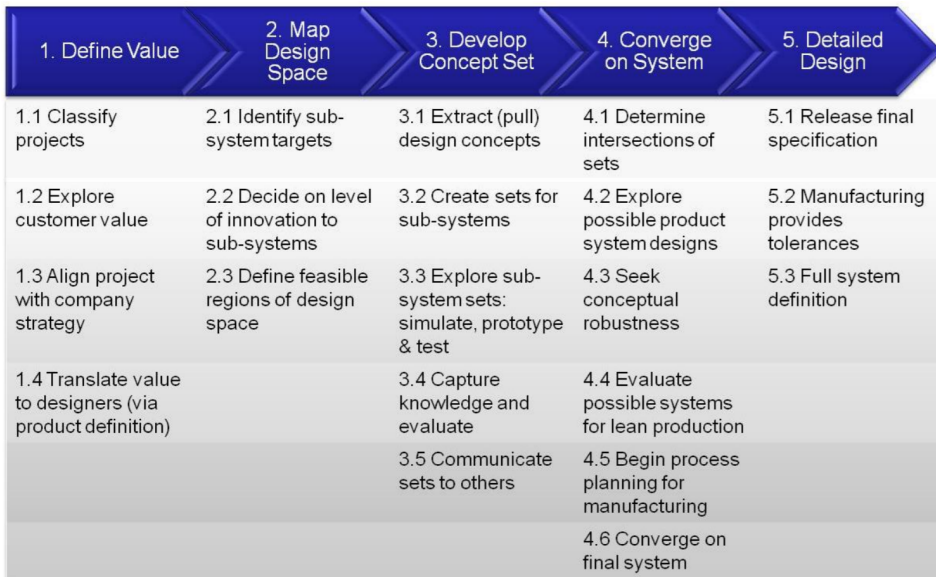 1. Define Value
2. Map
Design
Space
3. Develop
Concept Set
4. Converge
on System
5. Detailed
Design
1.1 Classify
projects
2.1 Identify sub-
system targets
3.1 Extract (pull)
design concepts
4.1 Determine
intersections of
sets
5.1 Release final
specification
1.2 Explore
customer value
2.2 Decide on level
of innovation to
sub-systems
3.2 Create sets for
sub-systems
4.2 Explore
possible product
system designs
5.2 Manufacturing
provides
tolerances
1.3 Align project
with company
strategy
2.3 Define feasible
regions of design
space
3.3 Explore sub-
system sets:
simulate, prototype
& test
4.3 Seek
conceptual
robustness
5.3 Full system
definition
1.4 Translate value
to designers (via
product definition)
3.4 Capture
knowledge and
evaluate
4.4 Evaluate
possible systems
for lean production
3.5 Communicate
sets to others
4.5 Begin process
planning for
manufacturing
4.6 Converge on
final system